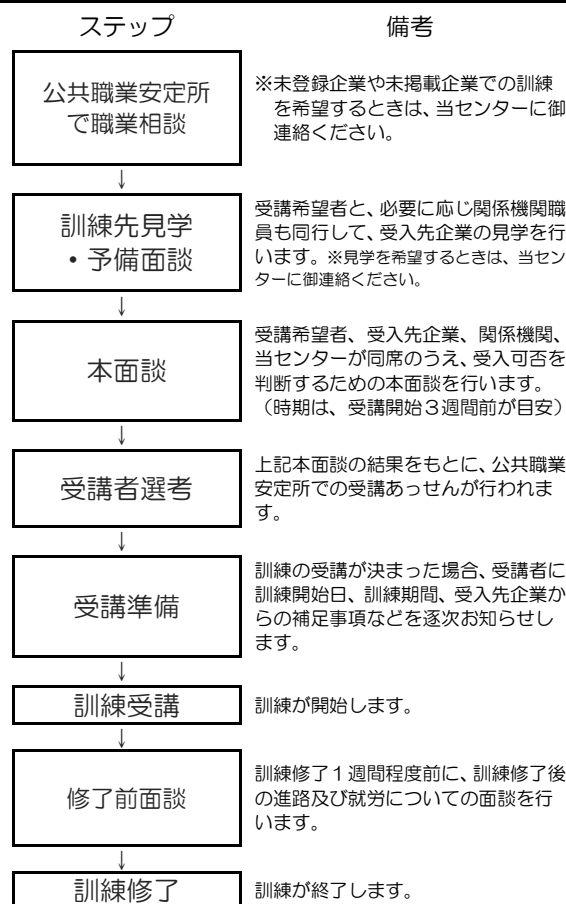 ステップ
備考
公共職業安定所
で職業相談
※未登録企業や未掲載企業での訓練
を希望するときは、当センターに御
連絡ください。
↓
訓練先見学
・予備面談
受講希望者と、必要に応じ関係機関職
員も同行して、受入先企業の見学を行
います。※見学を希望するときは、当セン
ターに御連絡ください。
↓
本面談
受講希望者、受入先企業、関係機関、
当センターが同席のうえ、受入可否を
判断するための本面談を行います。
（時期は、受講開始３週間前が目安）
↓
受講者選考
上記本面談の結果をもとに、公共職業
安定所での受講あっせんが行われま
す。
↓
受講準備
訓練の受講が決まった場合、受講者に
訓練開始日、訓練期間、受入先企業か
らの補足事項などを逐次お知らせし
ます。
↓
訓練受講
訓練が開始します。
↓
修了前面談
訓練修了１週間程度前に、訓練修了後
の進路及び就労についての面談を行
います。
↓
訓練修了
訓練が終了します。